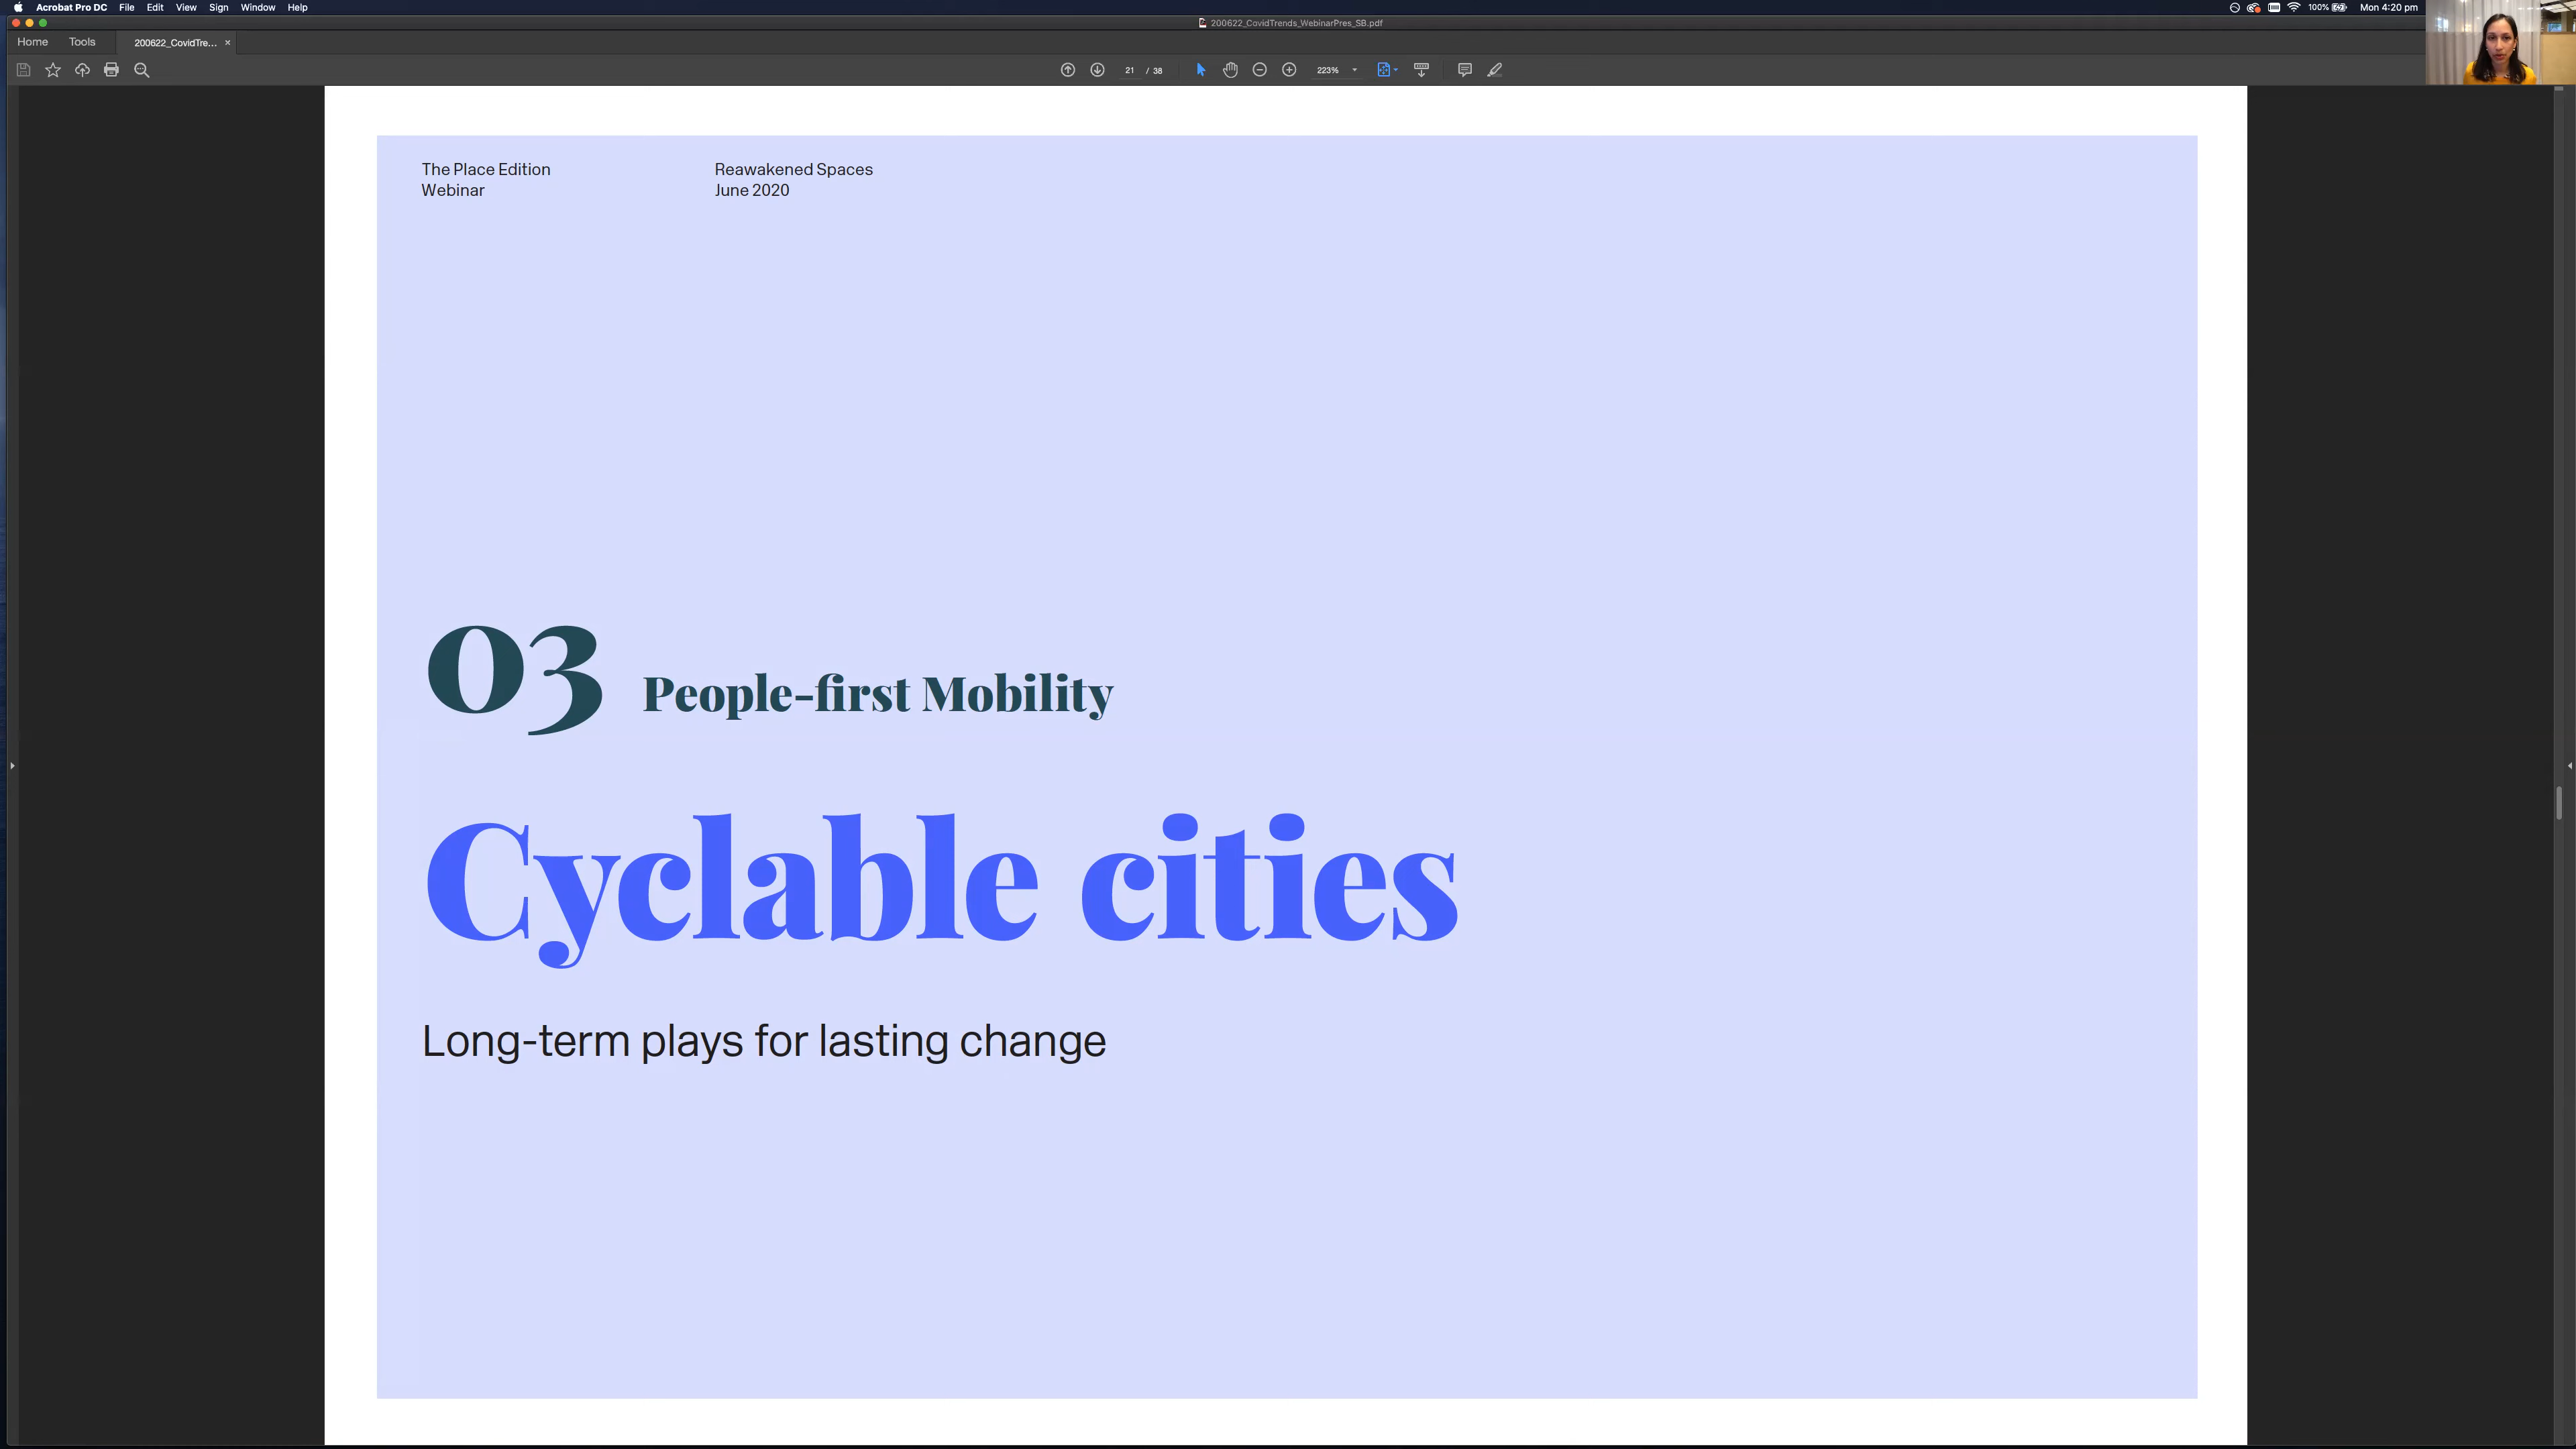 Acrobat Pro DC File Edit View Sign Window Help
100% Mon 4:20 pm
200622_CovidTrends_WebinarPres_SB.pdf
Home Tools 200622_CovidTre... ×
21 / 38 223%
The Place Edition
Webinar
Reawakened Spaces
June 2020
03 People-first Mobility
Cyclable cities
Long-term plays for lasting change